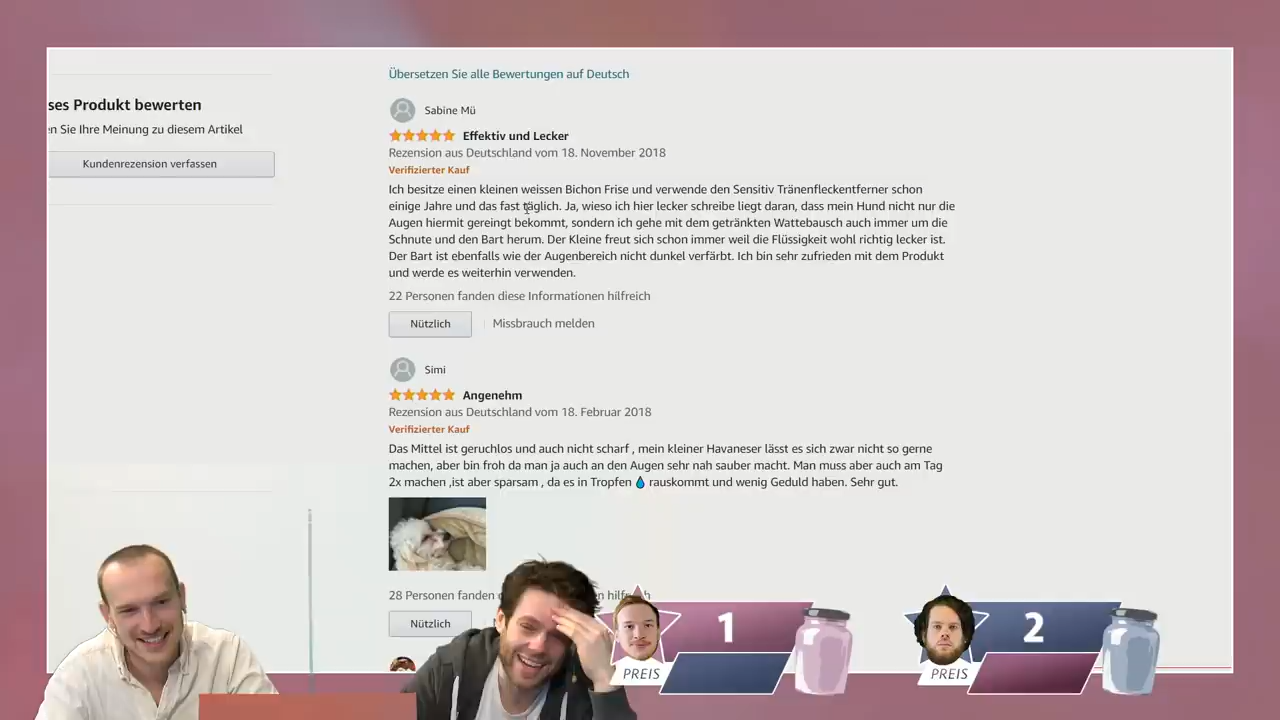 Übersetzen Sie alle Bewertungen auf Deutsch
ses Produkt bewerten
en Sie Ihre Meinung zu diesem Artikel
Kundenrezension verfassen
Sabine Mü
Effektiv und Lecker
Rezension aus Deutschland vom 18. November 2018
Verifizierter Kauf
Ich besitze einen kleinen weissen Bichon Frise und verwende den Sensitiv Tränenfleckentferner schon
einige Jahre und das fast täglich. Ja, wieso ich hier lecker schreibe liegt daran, dass mein Hund nicht nur die
Augen hiermit gereingt bekommt, sondern ich gehe mit dem getränkten Wattebausch auch immer um die
Schnute und den Bart herum. Der Kleine freut sich schon immer weil die Flüssigkeit wohl richtig lecker ist.
Der Bart ist ebenfalls wie der Augenbereich nicht dunkel verfärbt. Ich bin sehr zufrieden mit dem Produkt
und werde es weiterhin verwenden.
22 Personen fanden diese Informationen hilfreich
Nützlich
Missbrauch melden
Simi
Angenehm
Rezension aus Deutschland vom 18. Februar 2018
Verifizierter Kauf
Das Mittel ist geruchlos und auch nicht scharf , mein kleiner Havaneser lässt es sich zwar nicht so gerne
machen, aber bin froh da man ja auch an den Augen sehr nah sauber macht. Man muss aber auch am Tag
2x machen ,ist aber sparsam , da es in Tropfen 💧 rauskommt und wenig Geduld haben. Sehr gut.
28 Personen fanden
Nützlich
1
PREIS
2
PREIS